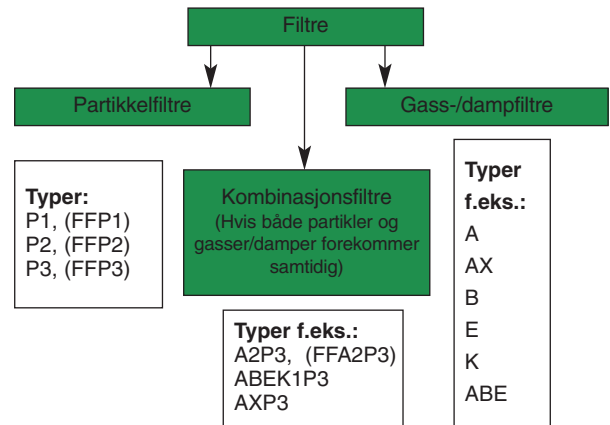 Filtre
Partikkelfiltre
Gass-/dampfiltre
Typer:
P1, (FFP1)
P2, (FFP2)
P3, (FFP3)
Kombinasjonsfiltre
(Hvis både partikler og
gasser/damper forekommer
samtidig)
Typer f.eks.:
A2P3, (FFA2P3)
ABEK1P3
AXP3
Typer
f.eks.:
A
AX
B
E
K
ABE